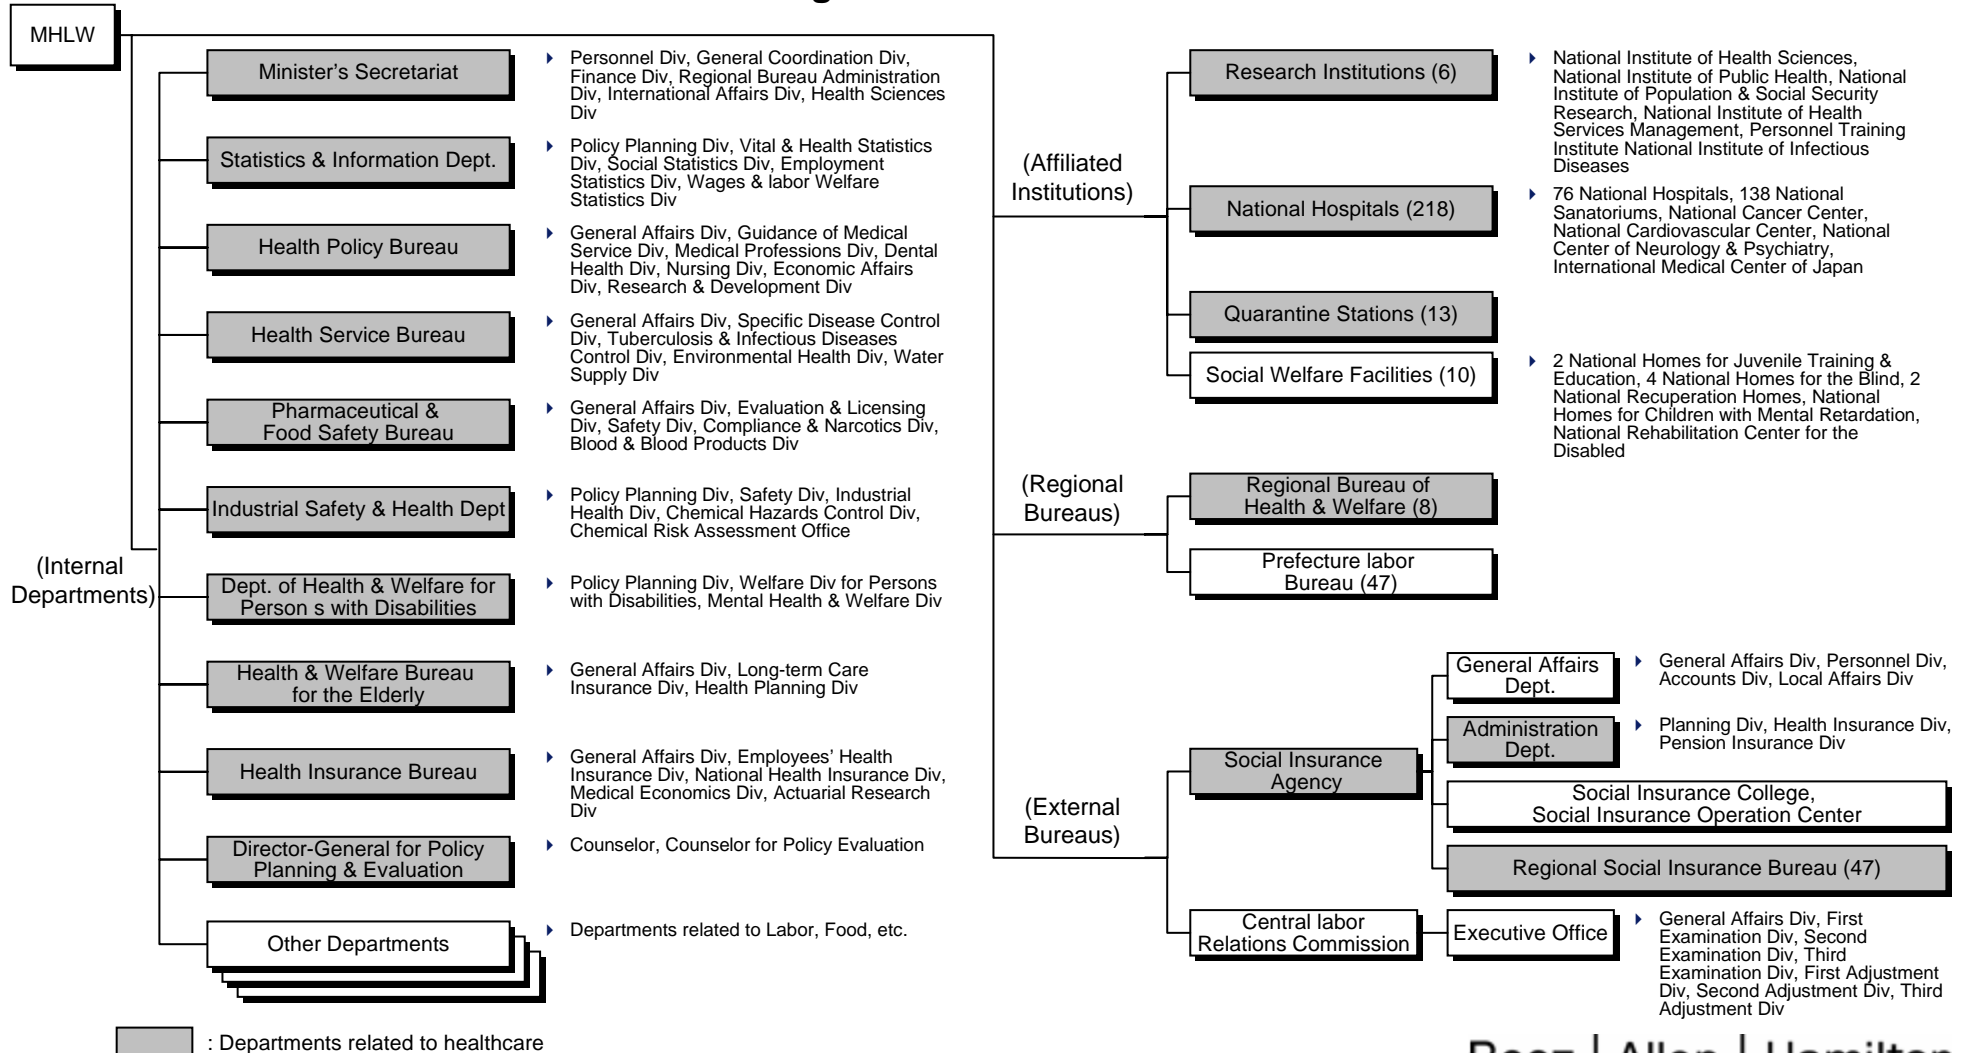 MHLW
Minister's Secretariat
Personnel Div, General Coordination Div,
Finance Div, Regional Bureau Administration
Div, International Affairs Div, Health Sciences
Div
Statistics & Information Dept.
Policy Planning Div, Vital & Health Statistics
Div, Social Statistics Div, Employment
Statistics Div, Wages & labor Welfare
Statistics Div
Health Policy Bureau
General Affairs Div, Guidance of Medical
Service Div, Medical Professions Div, Dental
Health Div, Nursing Div, Economic Affairs
Div, Research & Development Div
Health Service Bureau
General Affairs Div, Specific Disease Control
Div, Tuberculosis & Infectious Diseases
Control Div, Environmental Health Div, Water
Supply Div
Pharmaceutical &
Food Safety Bureau
General Affairs Div, Evaluation & Licensing
Div, Safety Div, Compliance & Narcotics Div,
Blood & Blood Products Div
Industrial Safety & Health Dept
Policy Planning Div, Safety Div, Industrial
Health Div, Chemical Hazards Control Div,
Chemical Risk Assessment Office
(Internal
Departments)
Dept. of Health & Welfare for
Person s with Disabilities
Policy Planning Div, Welfare Div for Persons
with Disabilities, Mental Health & Welfare Div
Health & Welfare Bureau
for the Elderly
General Affairs Div, Long-term Care
Insurance Div, Health Planning Div
Health Insurance Bureau
General Affairs Div, Employees' Health
Insurance Div, National Health Insurance Div,
Medical Economics Div, Actuarial Research
Div
Director-General for Policy
Planning & Evaluation
Counselor, Counselor for Policy Evaluation
Other Departments
Departments related to Labor, Food, etc.
: Departments related to healthcare
(Affiliated
Institutions)
Research Institutions (6)
National Institute of Health Sciences,
National Institute of Public Health, National
Institute of Population & Social Security
Research, National Institute of Health
Services Management, Personnel Training
Institute National Institute of Infectious
Diseases
National Hospitals (218)
76 National Hospitals, 138 National
Sanatoriums, National Cancer Center,
National Cardiovascular Center, National
Center of Neurology & Psychiatry,
International Medical Center of Japan
Quarantine Stations (13)
Social Welfare Facilities (10)
2 National Homes for Juvenile Training &
Education, 4 National Homes for the Blind, 2
National Recuperation Homes, National
Homes for Children with Mental Retardation,
National Rehabilitation Center for the
Disabled
(Regional
Bureaus)
Regional Bureau of
Health & Welfare (8)
Prefecture labor
Bureau (47)
(External
Bureaus)
Social Insurance
Agency
General Affairs
Dept.
General Affairs Div, Personnel Div,
Accounts Div, Local Affairs Div
Administration
Dept.
Planning Div, Health Insurance Div,
Pension Insurance Div
Social Insurance College,
Social Insurance Operation Center
Regional Social Insurance Bureau (47)
Central labor
Relations Commission
Executive Office
General Affairs Div, First
Examination Div, Second
Examination Div, Third
Examination Div, First Adjustment
Div, Second Adjustment Div, Third
Adjustment Div
Booz | Allen | Hamilton